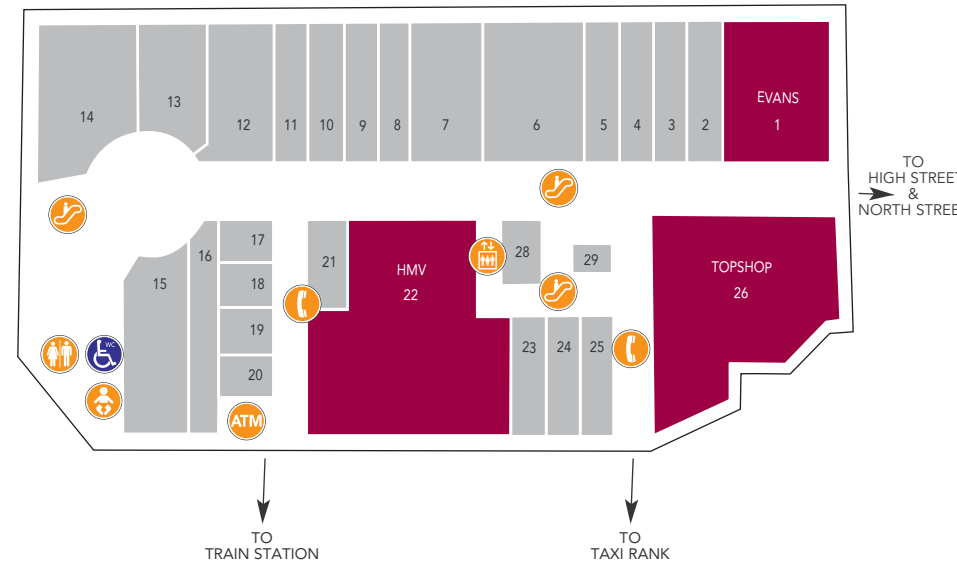 EVANS
1
2
3
4
5
6
7
8
9
10
11
12
13
14
TO
HIGH STREET
&
NORTH STREE
15
16
17
18
19
20
21
HMV
22
28
29
TOPSHOP
26
23
24
25
WC
ATM
TO
TRAIN STATION
TO
TAXI RANK